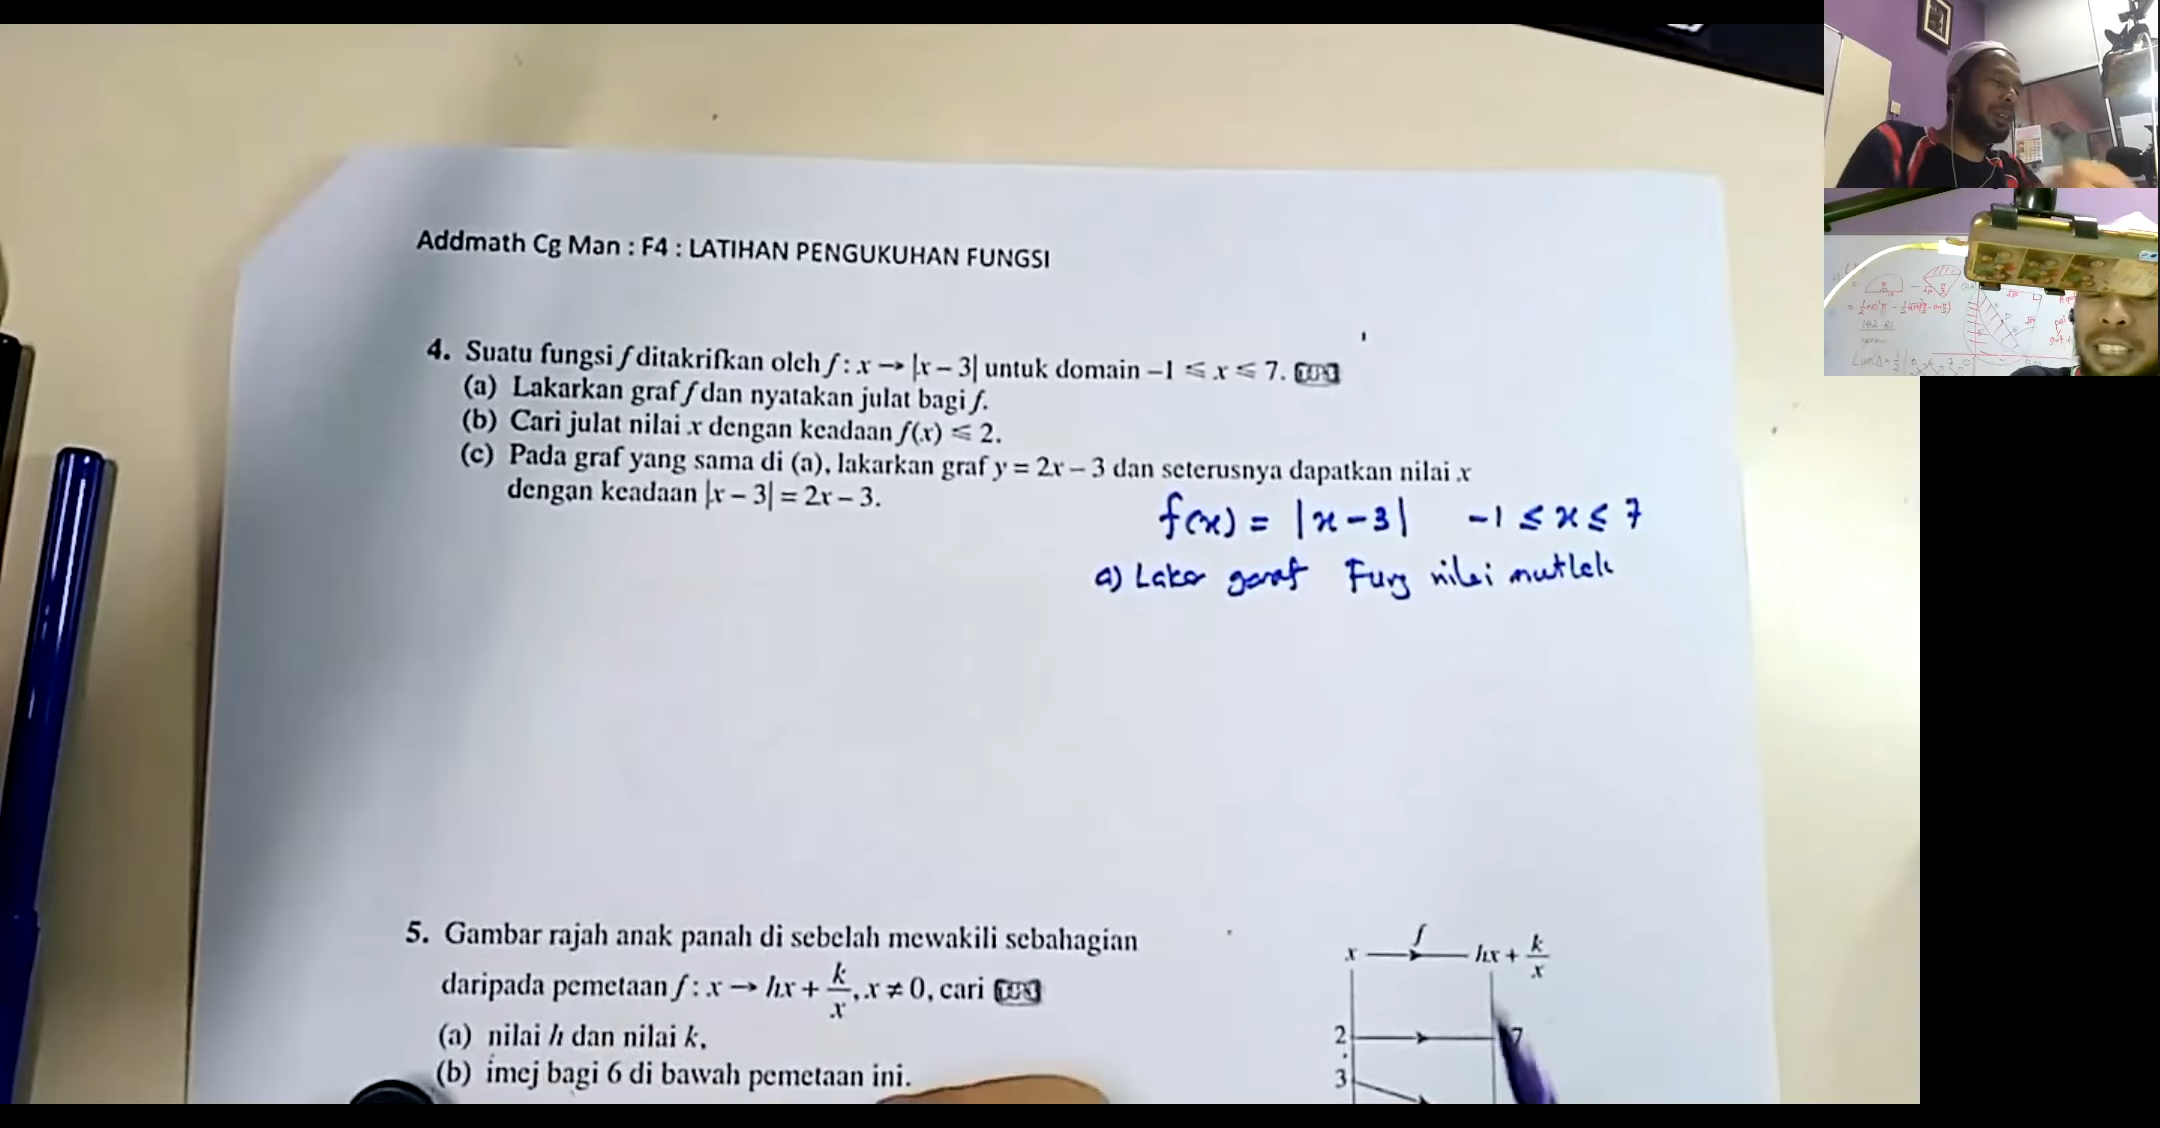 Addmath Cg Man : F4 : LATIHAN PENGUKUHAN FUNGSI
4. Suatu fungsi f ditakrifkan oleh f : x → |x – 3| untuk domain –1 ⩽ x ⩽ 7.
(a) Lakarkan graf f dan nyatakan julat bagi f.
(b) Cari julat nilai x dengan keadaan f(x) ⩽ 2.
(c) Pada graf yang sama di (a), lakarkan graf y = 2x – 3 dan seterusnya dapatkan nilai x
dengan keadaan |x – 3| = 2x – 3.
f(x) = |x-3| -1 ≤ x ≤ 7
a) Lakar graf Fung nilai mutlak
5. Gambar rajah anak panah di sebelah mewakili sebahagian
daripada pemetaan f : x → hx + k/x, x ≠ 0, cari
(a) nilai h dan nilai k,
(b) imej bagi 6 di bawah pemetaan ini.
f
x hx + k/x
2 7
3